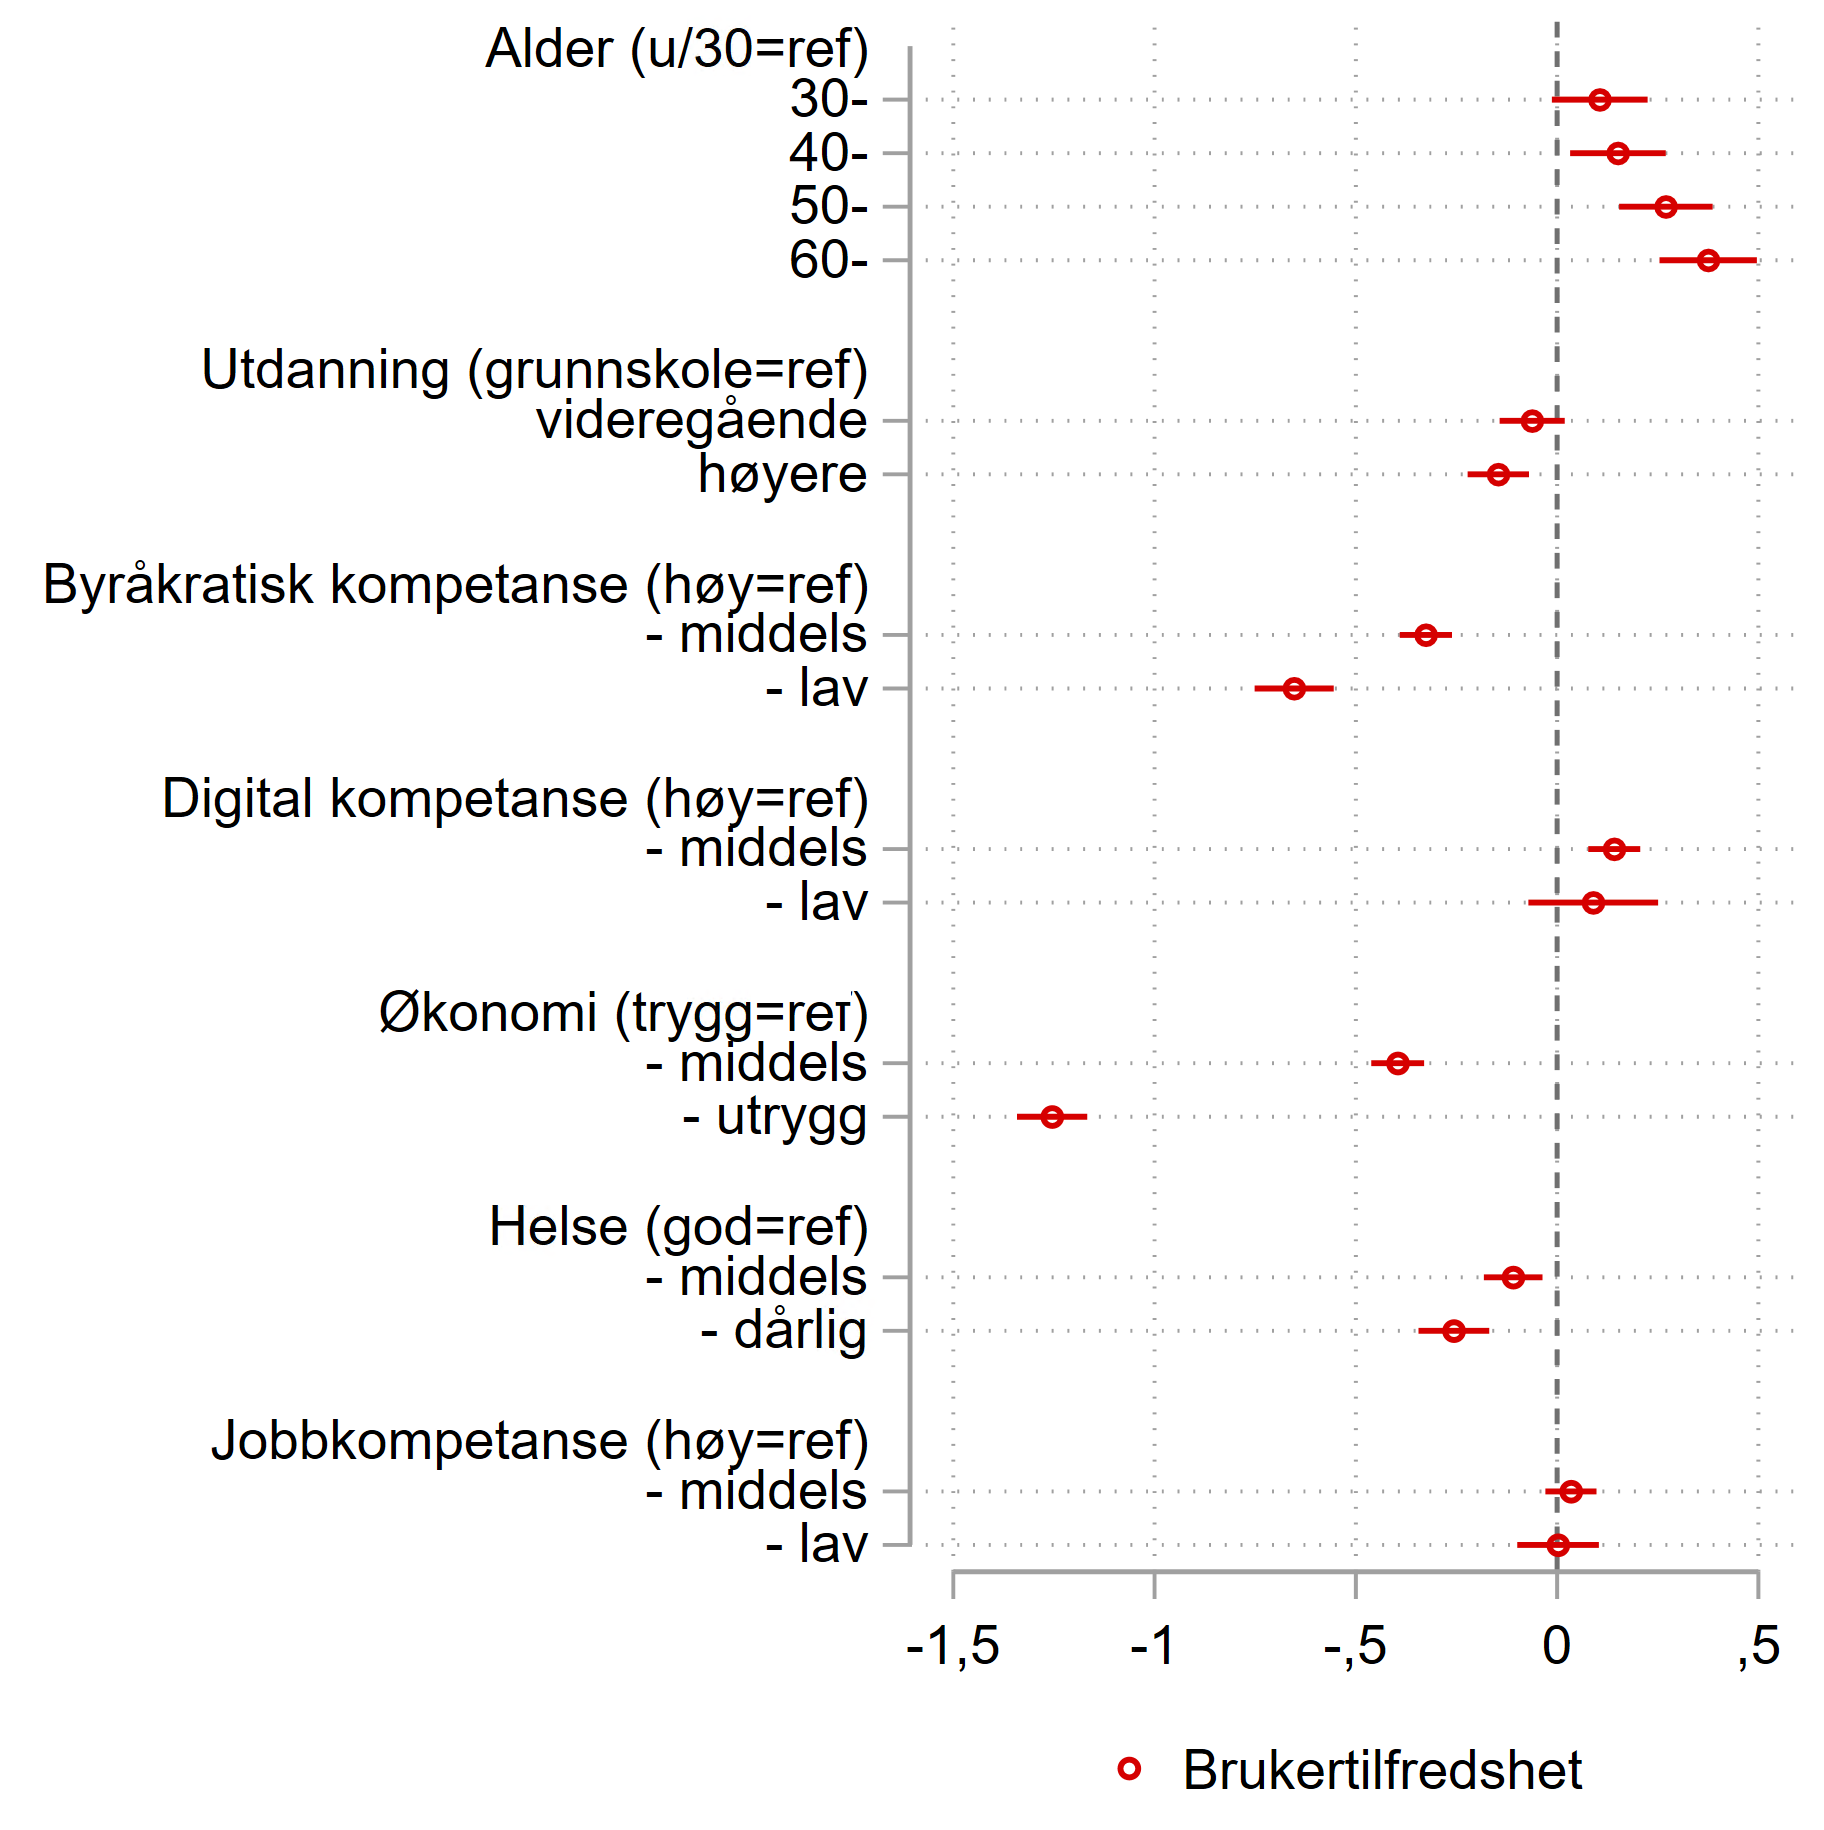 Alder (u/30=ref)
30-
40-
50-
60-
Utdanning (grunnskole=ref)
videregående
høyere
Byråkratisk kompetanse (høy=ref)
- middels
- lav
Digital kompetanse (høy=ref)
- middels
- lav
Økonomi (trygg=ref)
- middels
- utrygg
Helse (god=ref)
- middels
- dårlig
Jobbkompetanse (høy=ref)
- middels
- lav
-1,5 -1 -,5 0 ,5
Brukertilfredshet